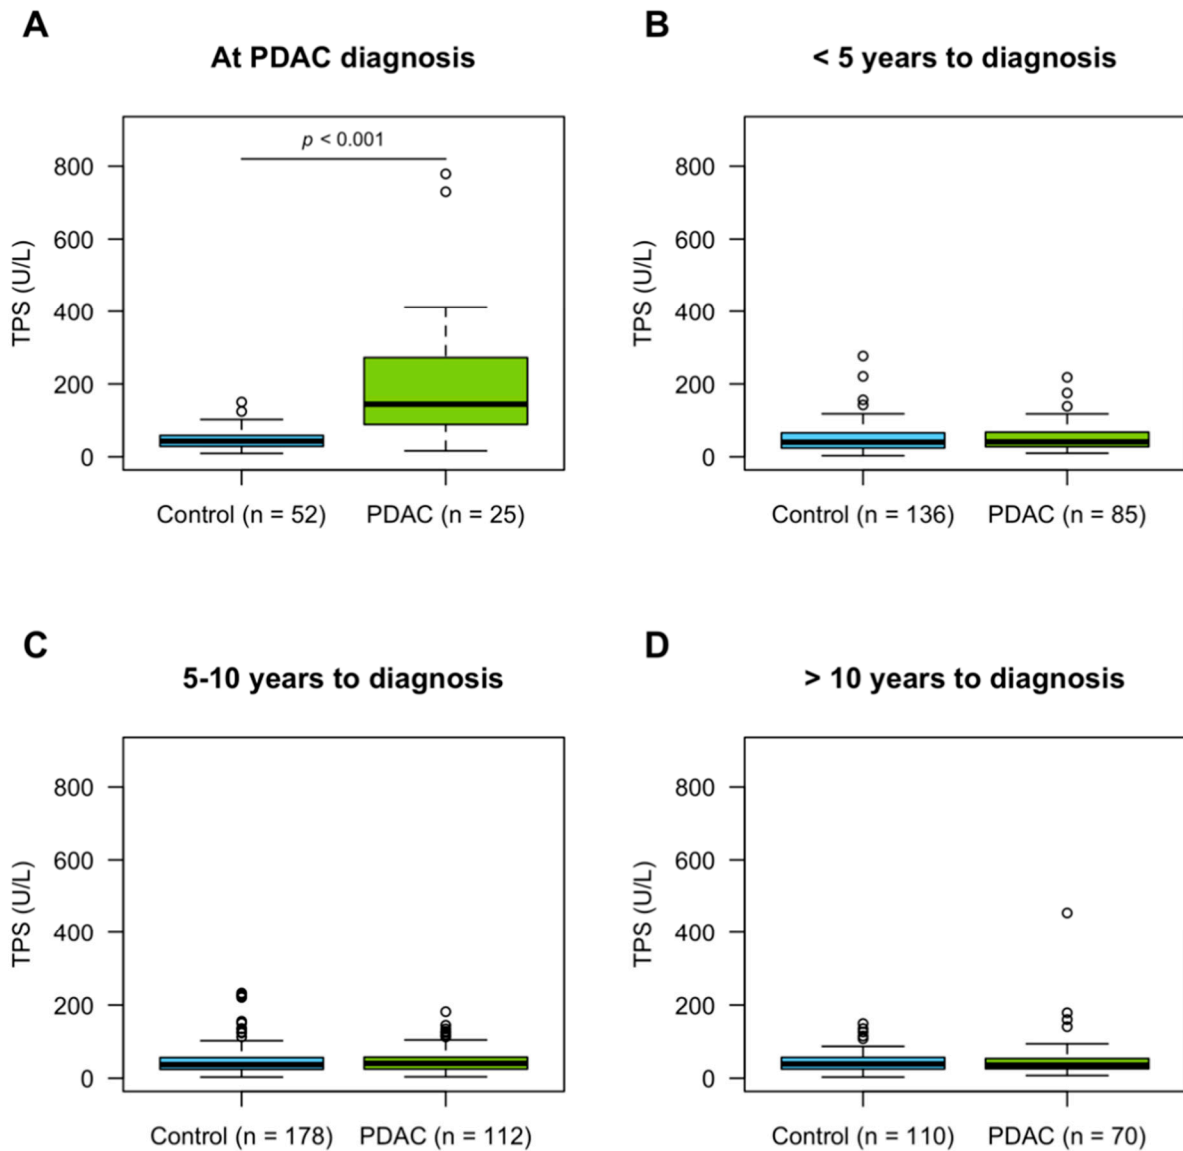 A
At PDAC diagnosis
p < 0.001
TPS (U/L)
800
600
400
200
0
Control (n = 52)
PDAC (n = 25)
B
< 5 years to diagnosis
TPS (U/L)
800
600
400
200
0
Control (n = 136)
PDAC (n = 85)
C
5-10 years to diagnosis
TPS (U/L)
800
600
400
200
0
Control (n = 178)
PDAC (n = 112)
D
> 10 years to diagnosis
TPS (U/L)
800
600
400
200
0
Control (n = 110)
PDAC (n = 70)